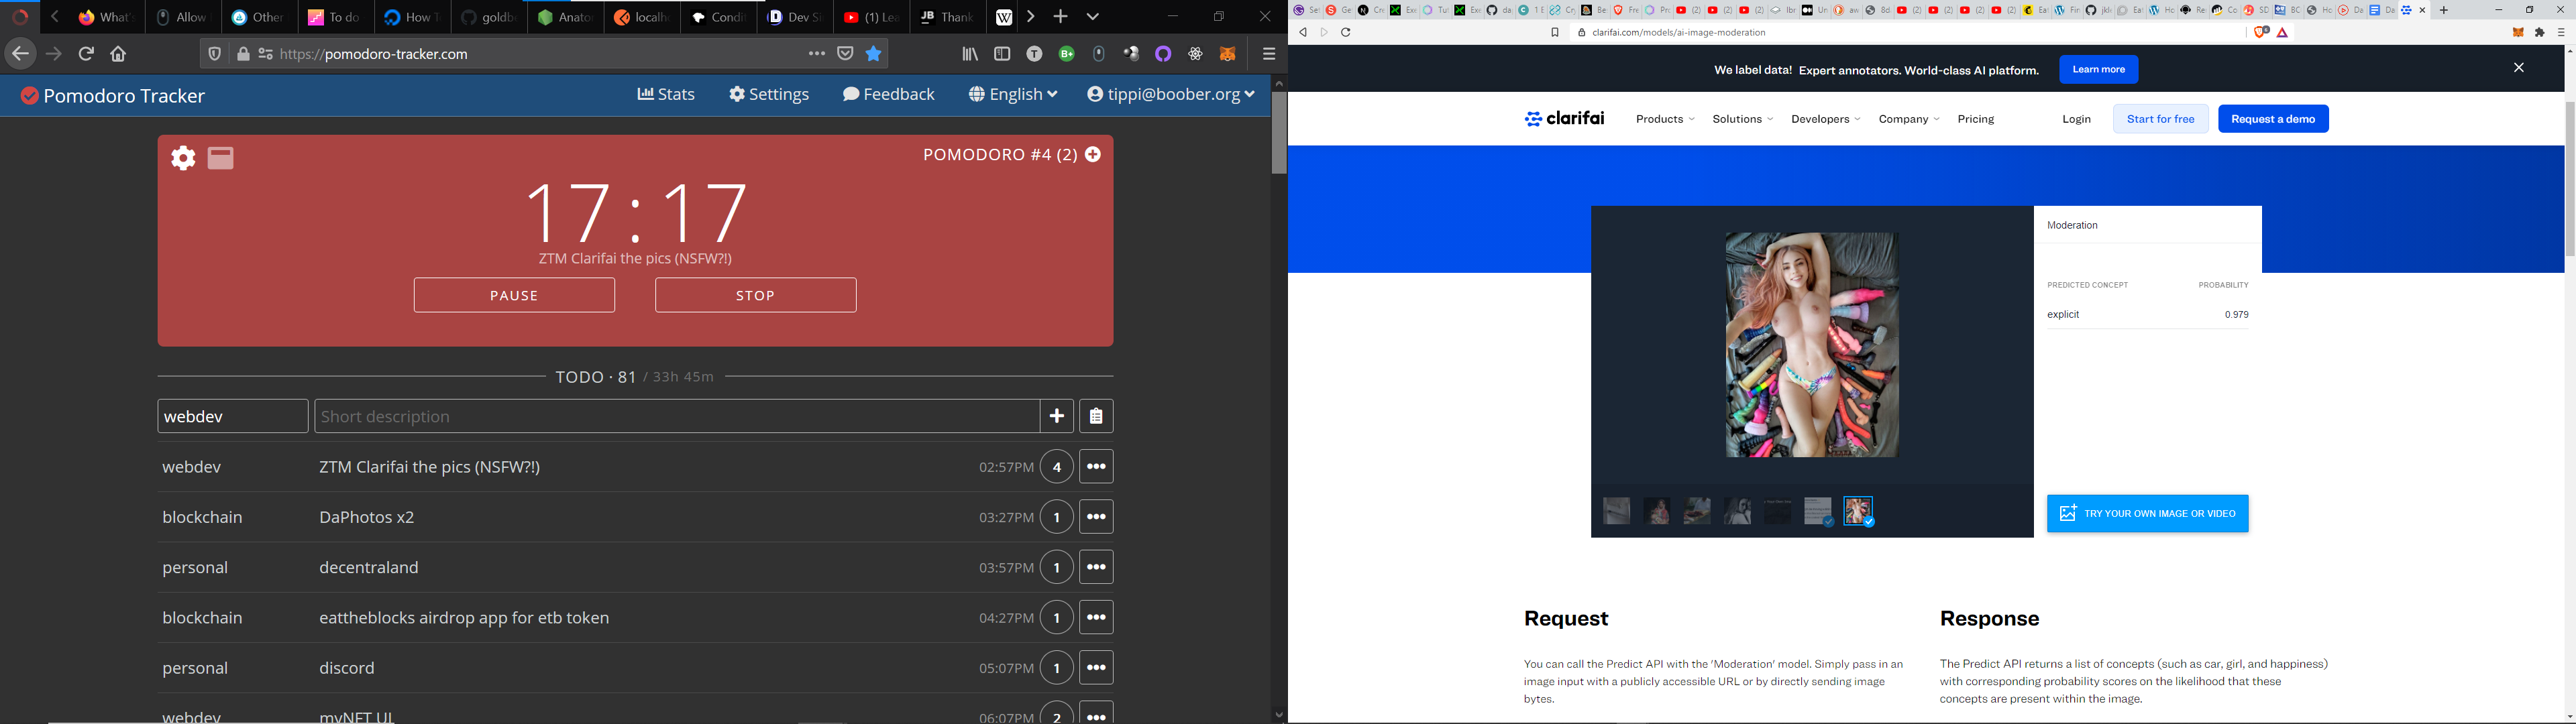 What's
Allow
Other
To do
How T
goldb
Anato
localh
Condi
Dev Si
(1) Lea
Thank
https://pomodoro-tracker.com
Pomodoro Tracker
Stats
Settings
Feedback
English
tippi@boober.org
POMODORO #4 (2)
17:17
ZTM Clarifai the pics (NSFW?!)
PAUSE
STOP
TODO · 81 / 33h 45m
webdev
Short description
webdev ZTM Clarifai the pics (NSFW?!) 02:57PM 4
blockchain DaPhotos x2 03:27PM 1
personal decentraland 03:57PM 1
blockchain eattheblocks airdrop app for etb token 04:27PM 1
personal discord 05:07PM 1
webdev myNFT UI 06:07PM 2
clarifai.com/models/ai-image-moderation
We label data! Expert annotators. World-class AI platform.
Learn more
clarifai
Products
Solutions
Developers
Company
Pricing
Login
Start for free
Request a demo
Moderation
PREDICTED CONCEPT PROBABILITY
explicit 0.979
TRY YOUR OWN IMAGE OR VIDEO
Request
You can call the Predict API with the 'Moderation' model. Simply pass in an
image input with a publicly accessible URL or by directly sending image
bytes.
Response
The Predict API returns a list of concepts (such as car, girl, and happiness)
with corresponding probability scores on the likelihood that these
concepts are present within the image.